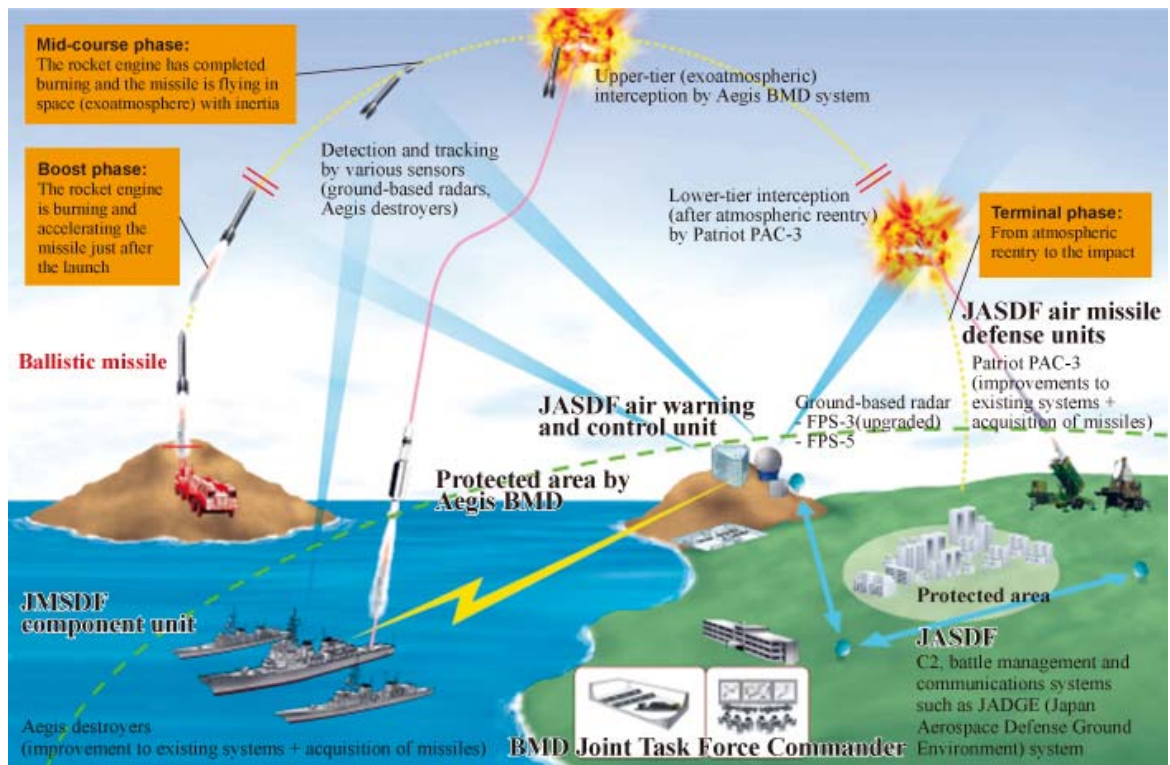 Mid-course phase:
The rocket engine has completed
burning and the missile is flying in
space (exoatmosphere) with inertia
Upper-tier (exoatmospheric)
interception by Aegis BMD system
Boost phase:
The rocket engine
is burning and
accelerating the
missile just after
the launch
Detection and tracking
by various sensors
(ground-based radars,
Aegis destroyers)
Lower-tier interception
(after atmospheric reentry)
by Patriot PAC-3
Terminal phase:
From atmospheric
reentry to the impact
JASDF air missile
defense units
Patriot PAC-3
(improvements to
existing systems +
acquisition of missiles)
Ballistic missile
JASDF air warning
and control unit
Ground-based radar
- FPS-3(upgraded)
- FPS-5
Protected area by
Aegis BMD
JMSDF
component unit
Protected area
JASDF
C2, battle management and
communications systems
such as JADGE (Japan
Aerospace Defense Ground
Environment) system
Aegis destroyers
(improvement to existing systems + acquisition of missiles)
BMD Joint Task Force Commander